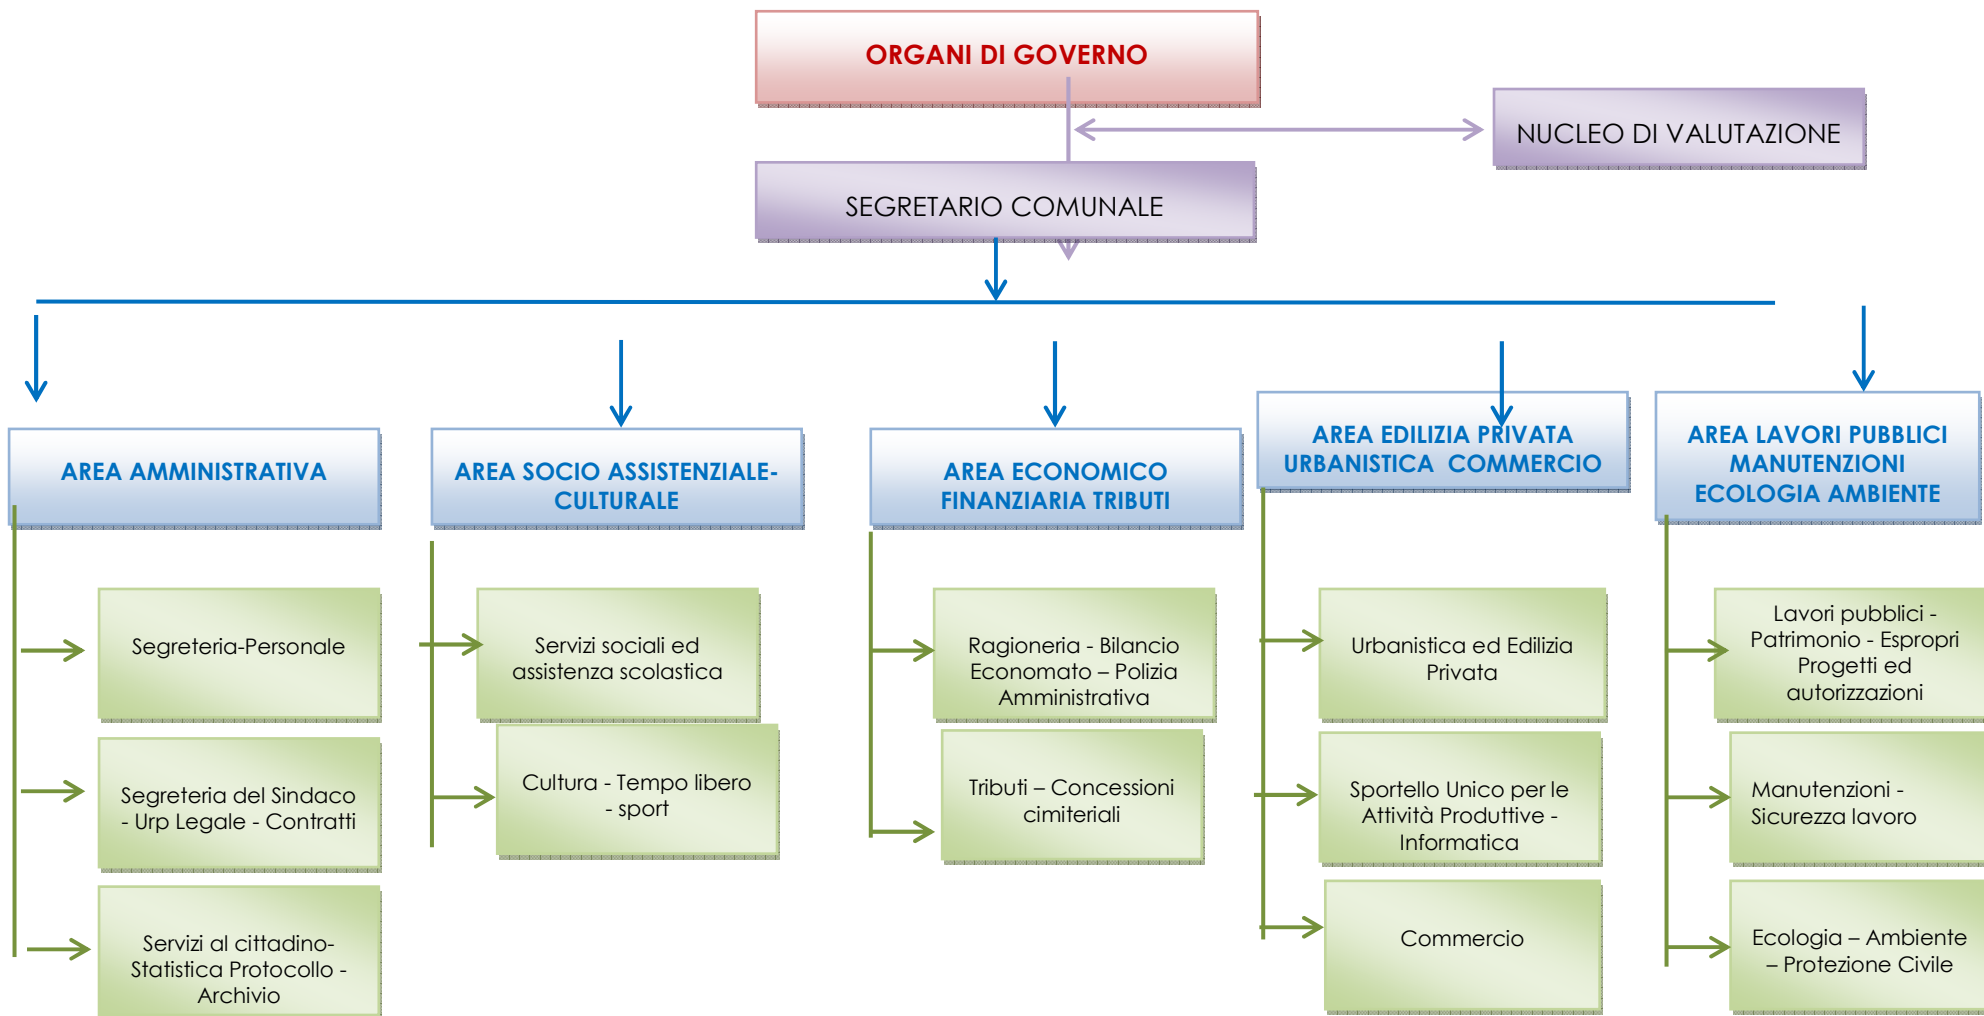 ORGANI DI GOVERNO
NUCLEO DI VALUTAZIONE
SEGRETARIO COMUNALE
AREA AMMINISTRATIVA
AREA SOCIO ASSISTENZIALE-
CULTURALE
AREA ECONOMICO
FINANZIARIA TRIBUTI
AREA EDILIZIA PRIVATA
URBANISTICA COMMERCIO
AREA LAVORI PUBBLICI
MANUTENZIONI
ECOLOGIA AMBIENTE
Segreteria-Personale
Servizi sociali ed
assistenza scolastica
Ragioneria - Bilancio
Economato – Polizia
Amministrativa
Urbanistica ed Edilizia
Privata
Lavori pubblici -
Patrimonio - Espropri
Progetti ed
autorizzazioni
Segreteria del Sindaco
- Urp Legale - Contratti
Cultura - Tempo libero
- sport
Tributi – Concessioni
cimiteriali
Sportello Unico per le
Attività Produttive -
Informatica
Manutenzioni -
Sicurezza lavoro
Servizi al cittadino-
Statistica Protocollo -
Archivio
Commercio
Ecologia – Ambiente
– Protezione Civile